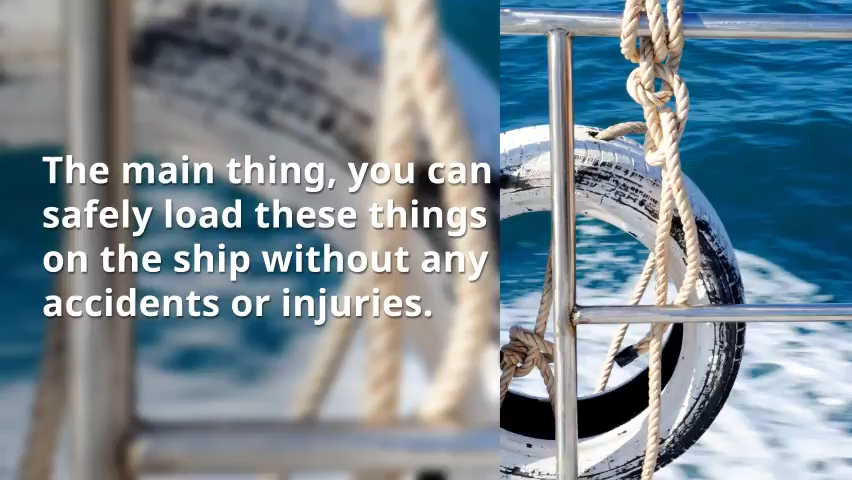 The main thing, you can
safely load these things
on the ship without any
accidents or injuries.